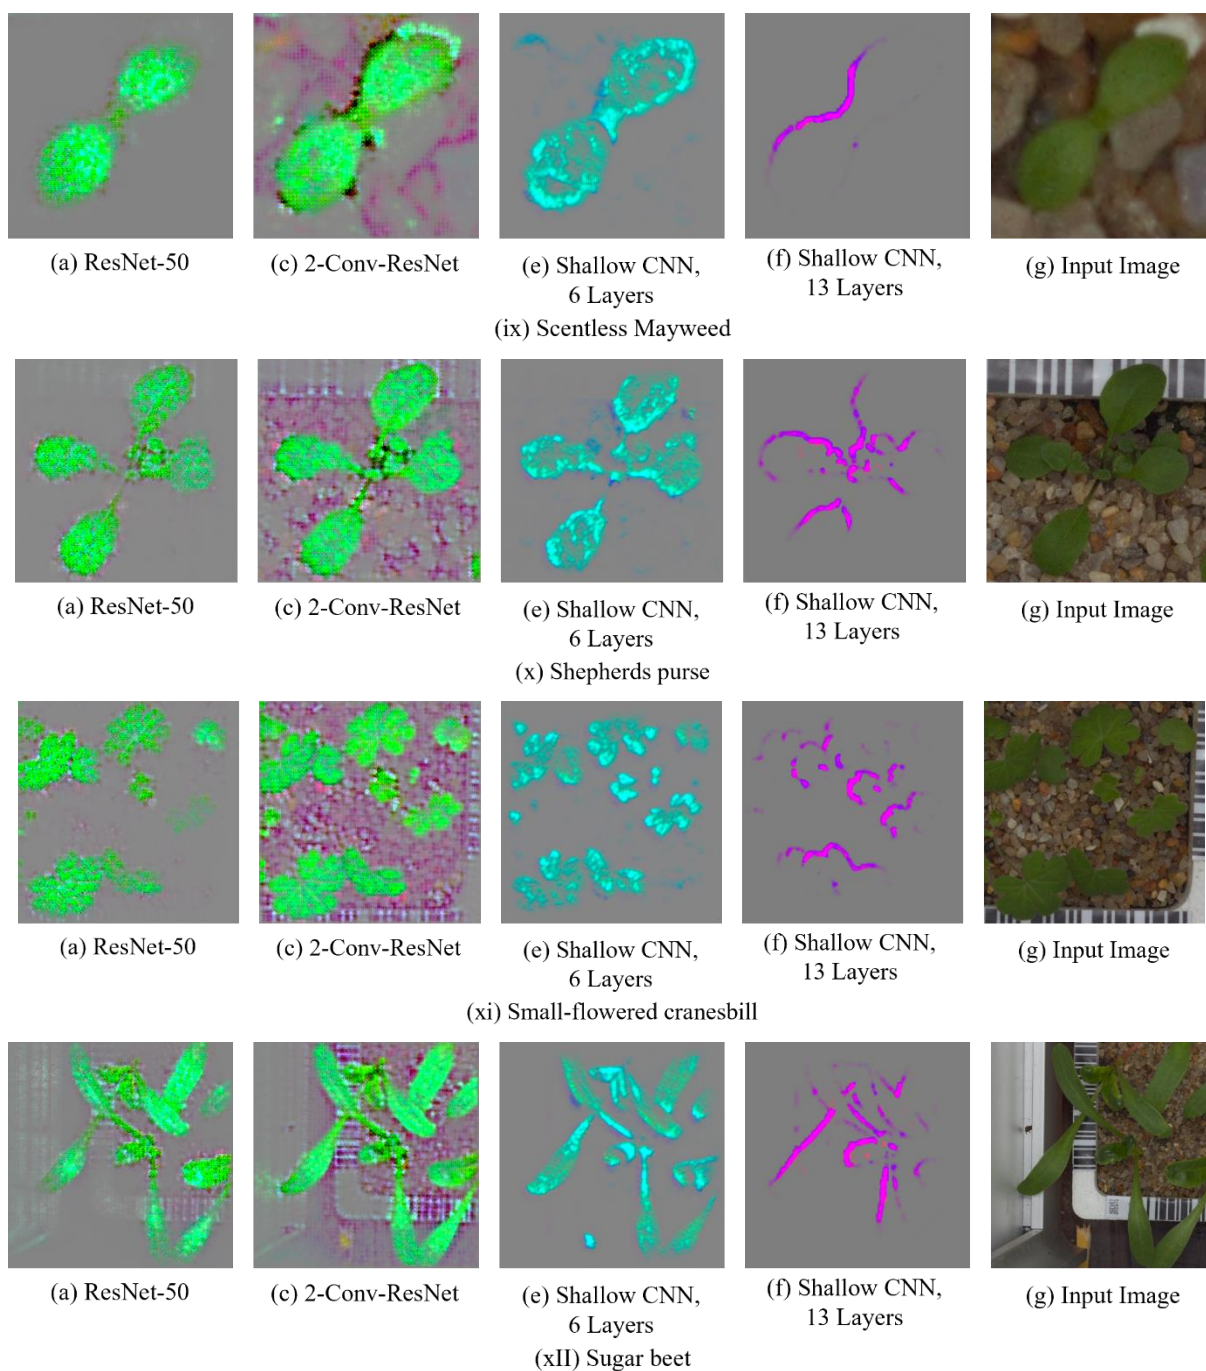 (a) ResNet-50
(c) 2-Conv-ResNet
(e) Shallow CNN,
6 Layers
(f) Shallow CNN,
13 Layers
(g) Input Image
(ix) Scentless Mayweed
(a) ResNet-50
(c) 2-Conv-ResNet
(e) Shallow CNN,
6 Layers
(f) Shallow CNN,
13 Layers
(g) Input Image
(x) Shepherds purse
(a) ResNet-50
(c) 2-Conv-ResNet
(e) Shallow CNN,
6 Layers
(f) Shallow CNN,
13 Layers
(g) Input Image
(xi) Small-flowered cranesbill
(a) ResNet-50
(c) 2-Conv-ResNet
(e) Shallow CNN,
6 Layers
(f) Shallow CNN,
13 Layers
(g) Input Image
(xII) Sugar beet